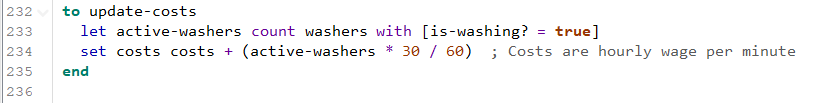 232 to update-costs
233 let active-washers count washers with [is-washing? = true]
234 set costs costs + (active-washers * 30 / 60) ; Costs are hourly wage per minute
235 end
236